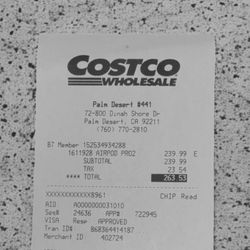 COSTCO
WHOLESALE
Palm Desert #441
72-800 Dinah Shore Dr
Palm Desert, CA 92211
(760) 770-2810
B7 Member 152534934288
1611928 AIRPOD PRO2 239.99 E
SUBTOTAL 239.99
TAX 23.54
**** TOTAL 263.53
XXXXXXXXXXXX8961 CHIP Read
AID A0000000031010
Seq# 24636 APP# 722945
VISA Resp APPROVED
Tran ID# 868364414187
Merchant ID 402724